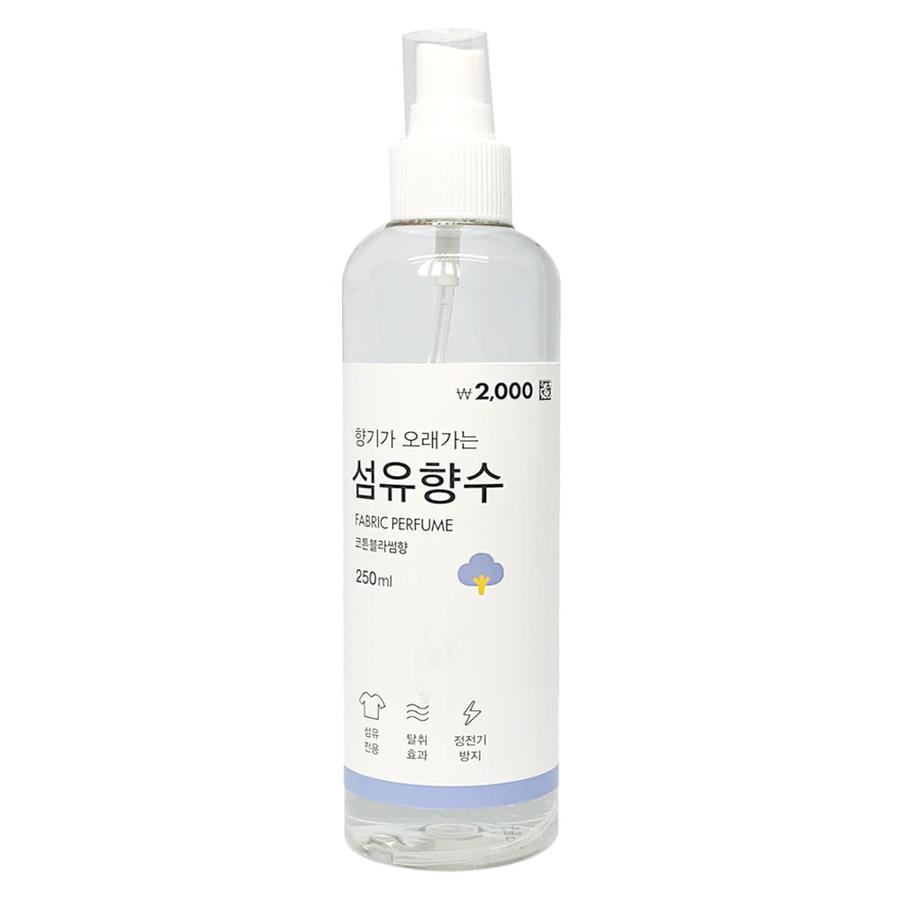 ₩2,000
향기가 오래가는
섬유향수
FABRIC PERFUME
코튼블라썸향
250ml
섬유
전용
탈취
효과
정전기
방지